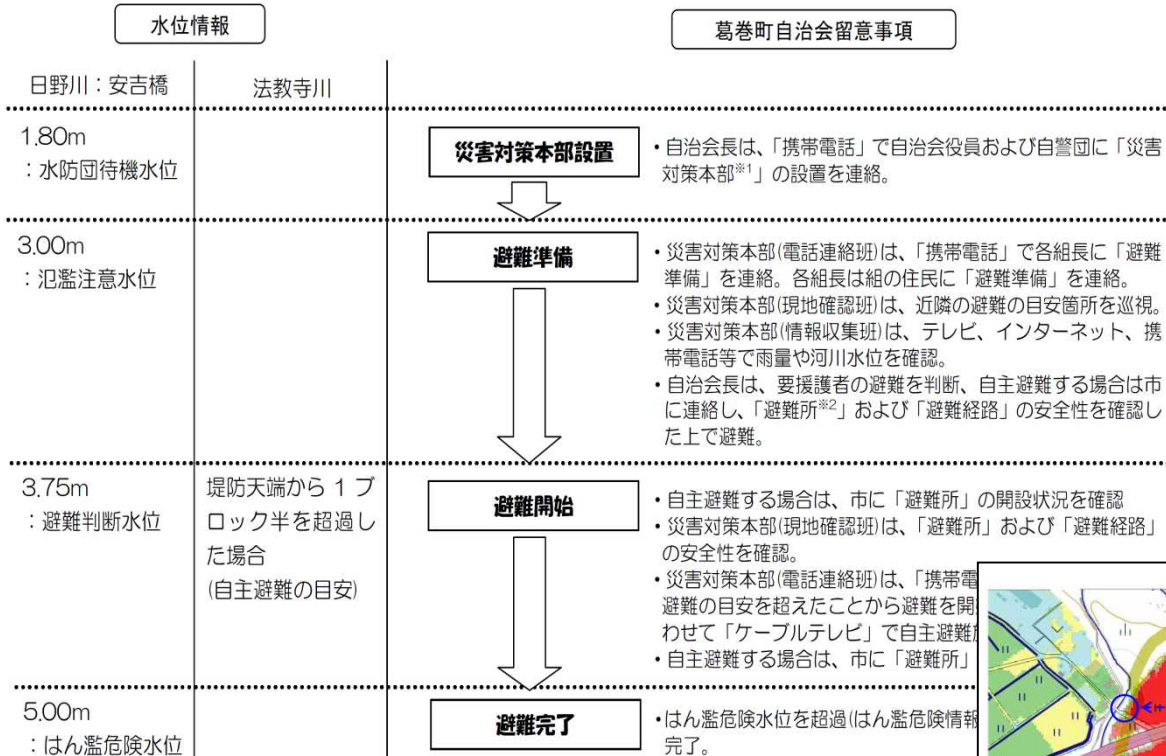 水位情報
葛巻町自治会留意事項
日野川：安吉橋
法教寺川
1.80m
：水防団待機水位
災害対策本部設置
・自治会長は、「携帯電話」で自治会役員および自警団に「災害
対策本部※1」の設置を連絡。
3.00m
：氾濫注意水位
避難準備
・災害対策本部(電話連絡班)は、「携帯電話」で各組長に「避難
準備」を連絡。各組長は組の住民に「避難準備」を連絡。
・災害対策本部(現地確認班)は、近隣の避難の目安箇所を巡視。
・災害対策本部(情報収集班)は、テレビ、インターネット、携
帯電話等で雨量や河川水位を確認。
・自治会長は、要援護者の避難を判断、自主避難する場合は市
に連絡し、「避難所※2」および「避難経路」の安全性を確認し
た上で避難。
3.75m
：避難判断水位
堤防天端から 1 ブ
ロック半を超過し
た場合
(自主避難の目安)
避難開始
・自主避難する場合は、市に「避難所」の開設状況を確認
・災害対策本部(現地確認班)は、「避難所」および「避難経路」
の安全性を確認。
・災害対策本部(電話連絡班)は、「携帯電
避難の目安を超えたことから避難を開
わせて「ケーブルテレビ」で自主避難
・自主避難する場合は、市に「避難所」
5.00m
：はん濫危険水位
避難完了
・はん濫危険水位を超過(はん濫危険情報
完了。